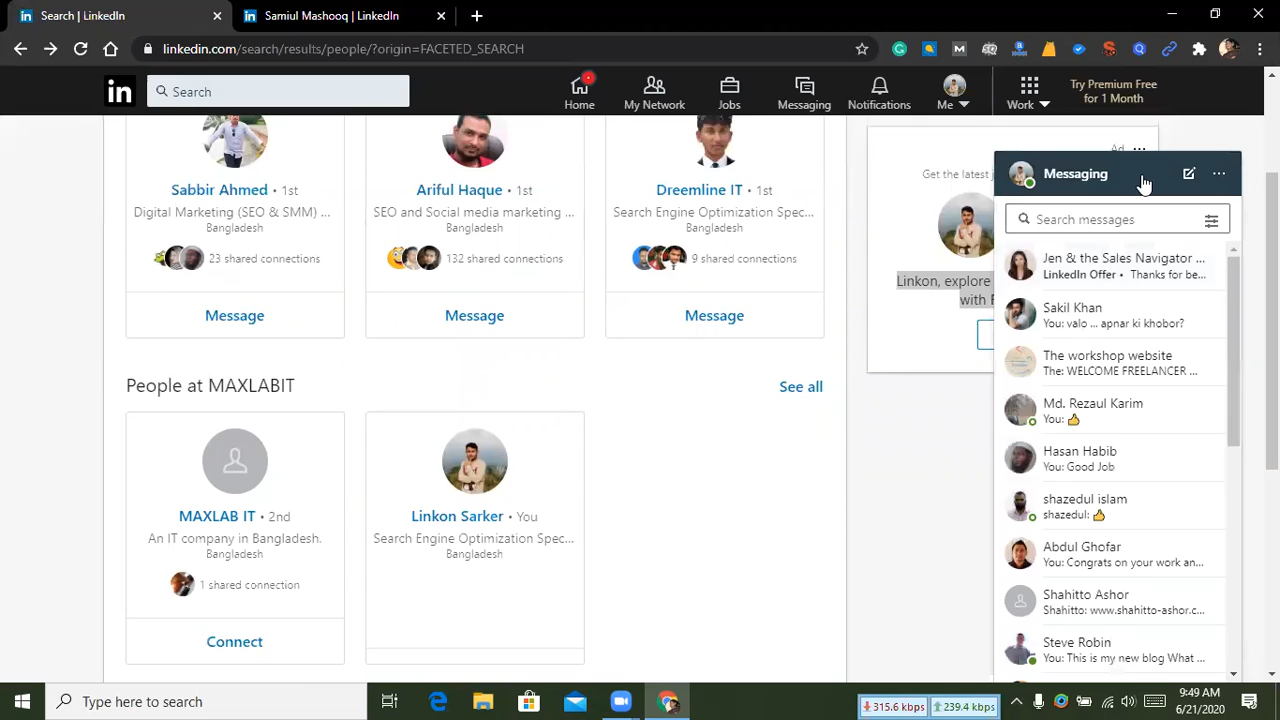 Search | LinkedIn
Samiul Mashooq | LinkedIn
linkedin.com/search/results/people/?origin=FACETED_SEARCH
in
Search
Home
My Network
Jobs
Messaging
Notifications
Me
Work
Try Premium Free
for 1 Month
Sabbir Ahmed • 1st
Digital Marketing (SEO & SMM) ...
Bangladesh
23 shared connections
Message
Ariful Haque • 1st
SEO and Social media marketing ...
Bangladesh
132 shared connections
Message
Dreemline IT • 1st
Search Engine Optimization Spec...
Bangladesh
9 shared connections
Message
People at MAXLABIT
See all
MAXLAB IT • 2nd
An IT company in Bangladesh.
Bangladesh
1 shared connection
Connect
Linkon Sarker • You
Search Engine Optimization Spec...
Bangladesh
Ad ...
Get the latest j
Linkon, explore
with
Messaging
Search messages
Jen & the Sales Navigator ...
LinkedIn Offer • Thanks for be...
Sakil Khan
You: valo ... apnar ki khobor?
The workshop website
The: WELCOME FREELANCER ...
Md. Rezaul Karim
You: 👍
Hasan Habib
You: Good Job
shazedul islam
shazedul: 👍
Abdul Ghofar
You: Congrats on your work an...
Shahitto Ashor
Shahitto: www.shahitto-ashor.c...
Steve Robin
You: This is my new blog What ...
Type here to search
315.6 kbps
239.4 kbps
9:49 AM
6/21/2020